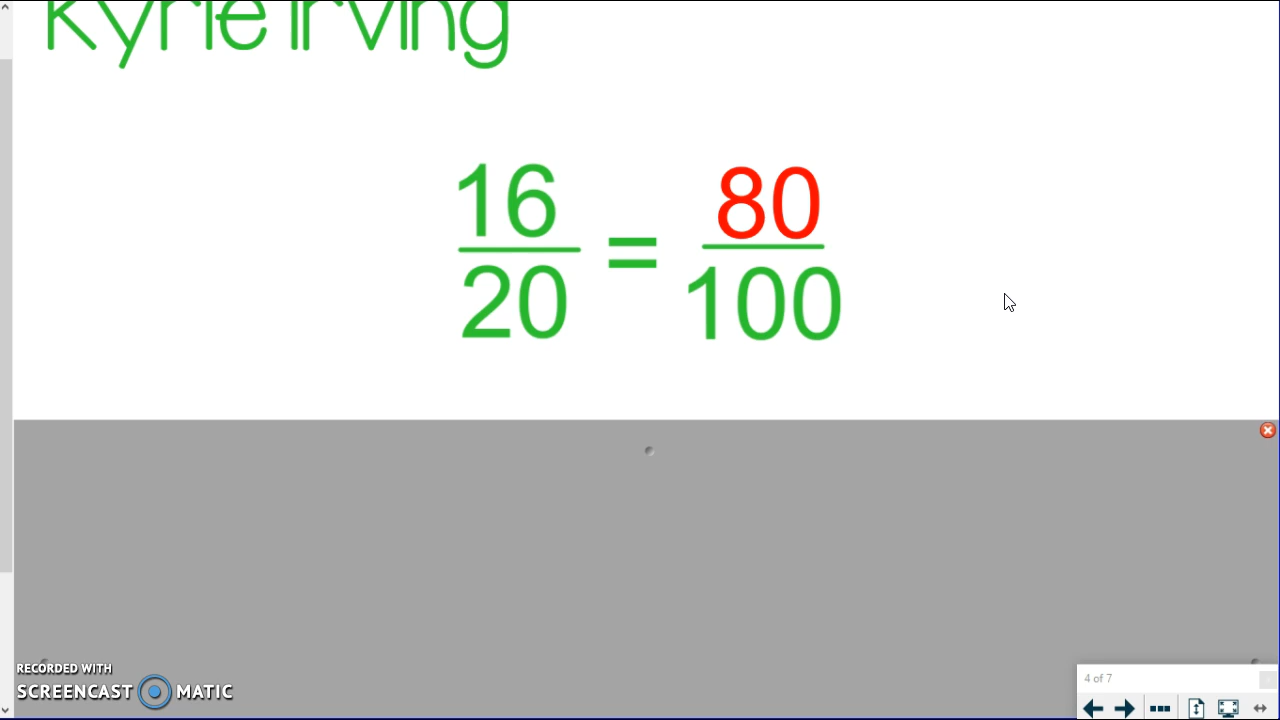 Kyrie Irving
16
20
=
80
100
RECORDED WITH
SCREENCAST MATIC
4 of 7